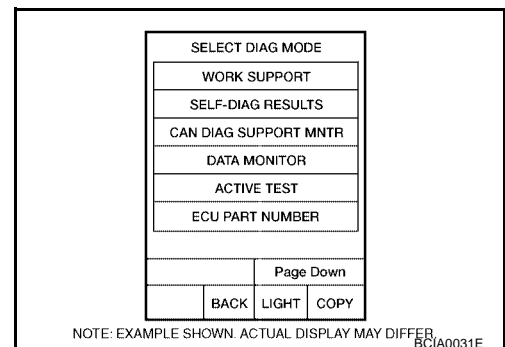 SELECT DIAG MODE
WORK SUPPORT
SELF-DIAG RESULTS
CAN DIAG SUPPORT MNTR
DATA MONITOR
ACTIVE TEST
ECU PART NUMBER
Page Down
BACK LIGHT COPY
NOTE: EXAMPLE SHOWN. ACTUAL DISPLAY MAY DIFFER.
BCIA0031E